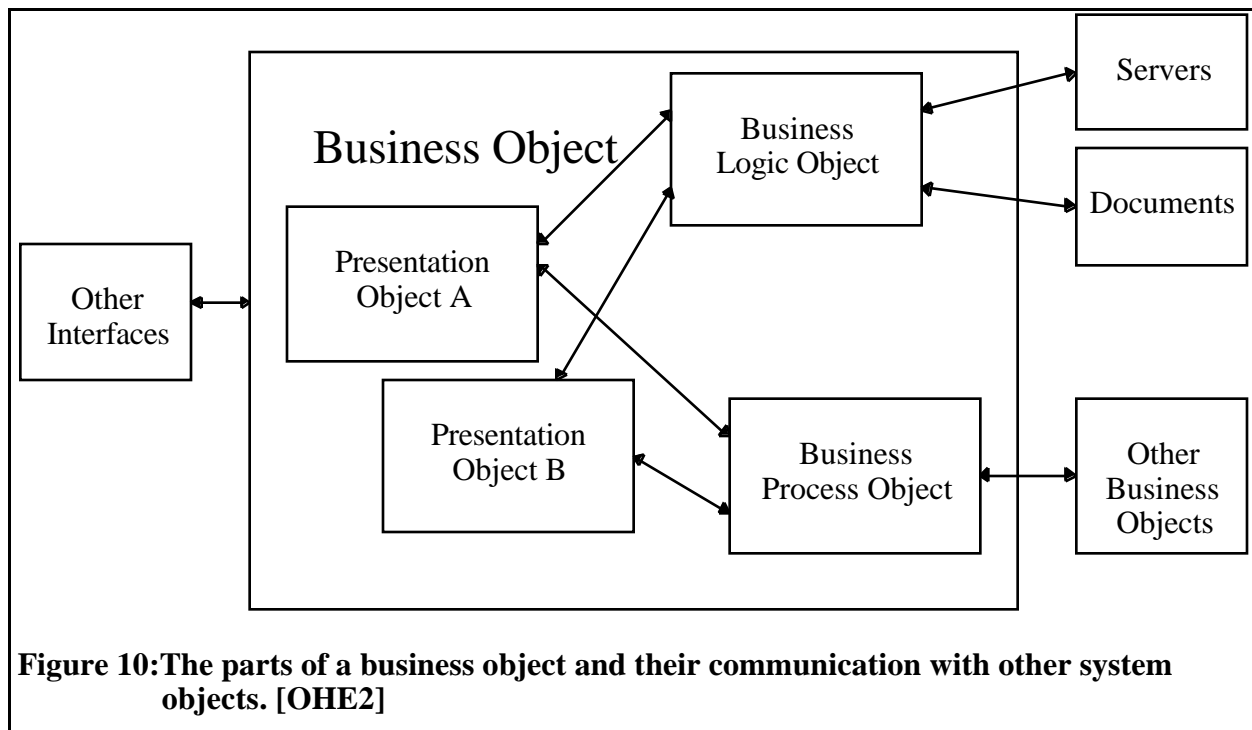 Business Object
Presentation
Object A
Presentation
Object B
Business
Logic Object
Business
Process Object
Other
Interfaces
Servers
Documents
Other
Business
Objects
Figure 10:The parts of a business object and their communication with other system
objects. [OHE2]